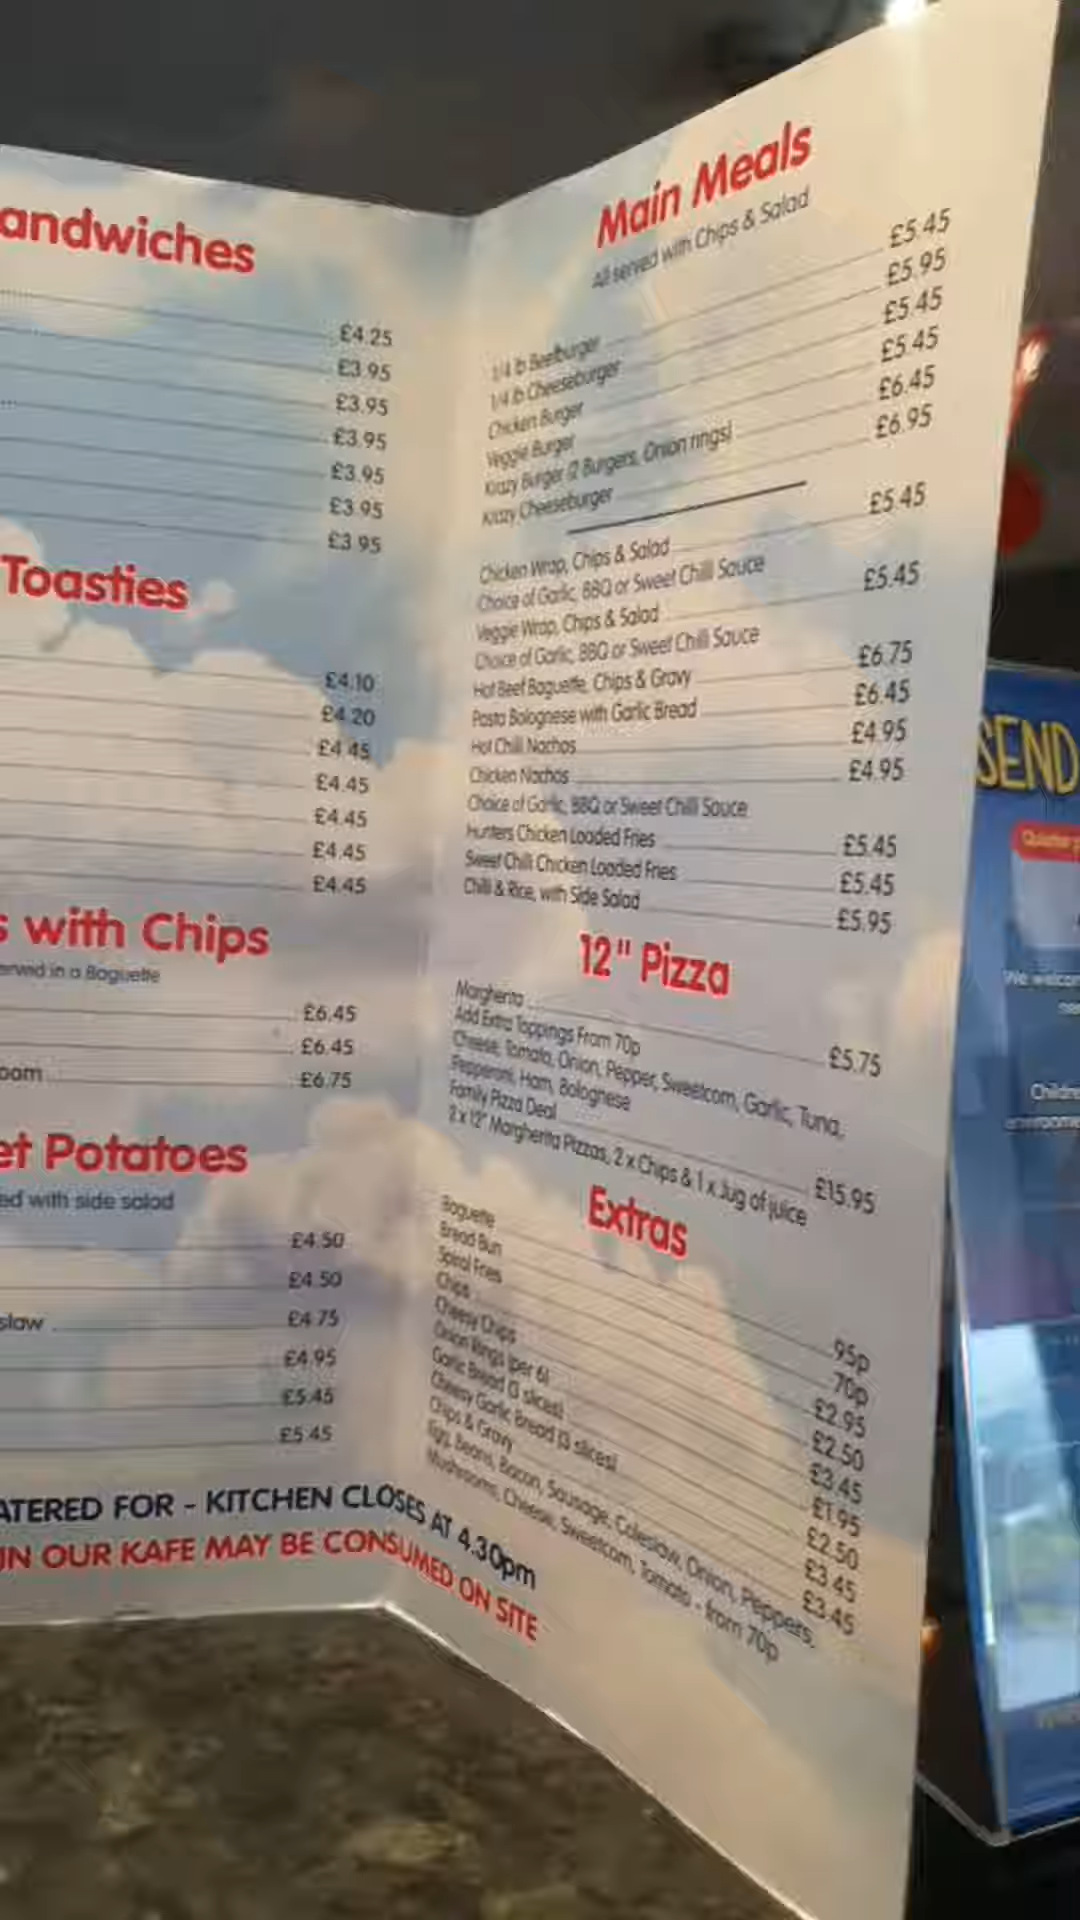 andwiches
£4.25
£3.95
£3.95
£3.95
£3.95
£3.95
£3.95
Toasties
£4.10
£4.20
£4.45
£4.45
£4.45
£4.45
£4.45
s with Chips
erved in a Baguette
£6.45
£6.45
oom £6.75
et Potatoes
ed with side salad
£4.50
£4.50
slaw £4.75
£4.95
£5.45
£5.45
ATERED FOR - KITCHEN CLOSES AT 4.30pm
IN OUR KAFE MAY BE CONSUMED ON SITE
Main Meals
All served with Chips & Salad
1/4 lb Beefburger £5.45
1/4 lb Cheeseburger £5.95
Chicken Burger £5.45
Veggie Burger £5.45
Krazy Burger (2 Burgers, Onion rings) £6.45
Krazy Cheeseburger £6.95
Chicken Wrap, Chips & Salad £5.45
Choice of Garlic, BBQ or Sweet Chilli Sauce
Veggie Wrap, Chips & Salad £5.45
Choice of Garlic, BBQ or Sweet Chilli Sauce
Hot Beef Baguette, Chips & Gravy £6.75
Pasta Bolognese with Garlic Bread £6.45
Hot Chilli Nachos £4.95
Chicken Nachos £4.95
Choice of Garlic, BBQ or Sweet Chilli Sauce
Hunters Chicken Loaded Fries £5.45
Sweet Chilli Chicken Loaded Fries £5.45
Chilli & Rice, with Side Salad £5.95
12" Pizza
Margherita £5.75
Add Extra Toppings From 70p
Cheese, Tomato, Onion, Pepper, Sweetcorn, Garlic, Tuna,
Pepperoni, Ham, Bolognese
Family Pizza Deal £15.95
2 x 12" Margherita Pizzas, 2 x Chips & 1 x Jug of juice
Extras
Baguette 95p
Bread Bun 70p
Spiral Fries £2.95
Chips £2.50
Cheesy Chips £3.45
Onion Rings (per 6) £1.95
Garlic Bread (3 slices) £2.50
Cheesy Garlic Bread (3 slices) £3.45
Chips & Gravy £3.45
Egg, Beans, Bacon, Sausage, Coleslaw, Onion, Peppers,
Mushrooms, Cheese, Sweetcorn, Tomato - from 70p
SEND
Quarter
We welcom
Childre